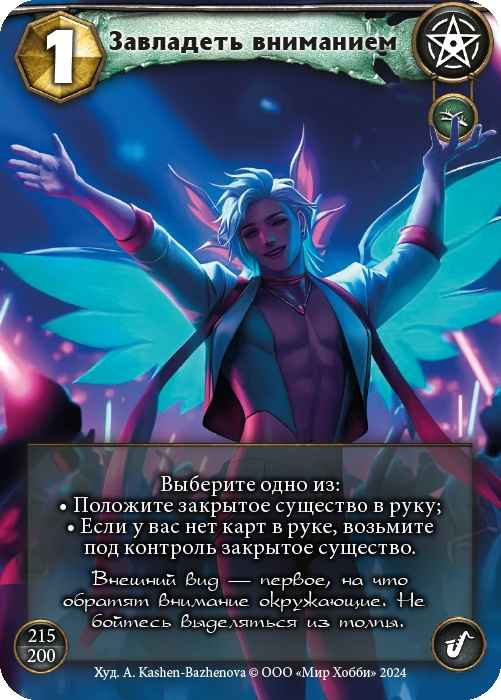 1
Завладеть вниманием
Выберите одно из:
• Положите закрытое существо в руку;
• Если у вас нет карт в руке, возьмите
под контроль закрытое существо.
Внешний вид — первое, на что
обратят внимание окружающие. Не
бойтесь выделяться из толпы.
215
200
Худ. A. Kashen-Bazhenova © ООО «Мир Хобби» 2024